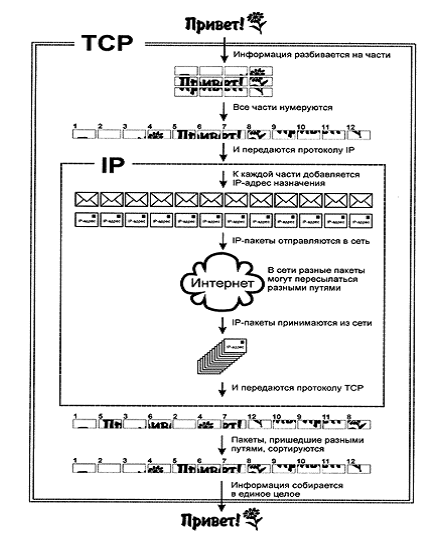 Привет!
TCP
Информация разбивается на части
Привет!
Все части нумеруются
1 2 3 4 5 6 7 8 9 10 11 12
И передаются протоколу IP
IP
К каждой части добавляется
IP-адрес назначения
IP-адрес IP-адрес IP-адрес IP-адрес IP-адрес IP-адрес IP-адрес IP-адрес IP-адрес IP-адрес IP-адрес IP-адрес
IP-пакеты отправляются в сеть
Интернет
В сети разные пакеты
могут пересылаться
разными путями
IP-пакеты принимаются из сети
IP-адрес
И передаются протоколу TCP
1 5 3 6 2 4 7 12 10 9 11 8
Пакеты, пришедшие разными
путями, сортируются
1 2 3 4 5 6 7 8 9 10 11 12
Информация собирается
в единое целое
Привет!